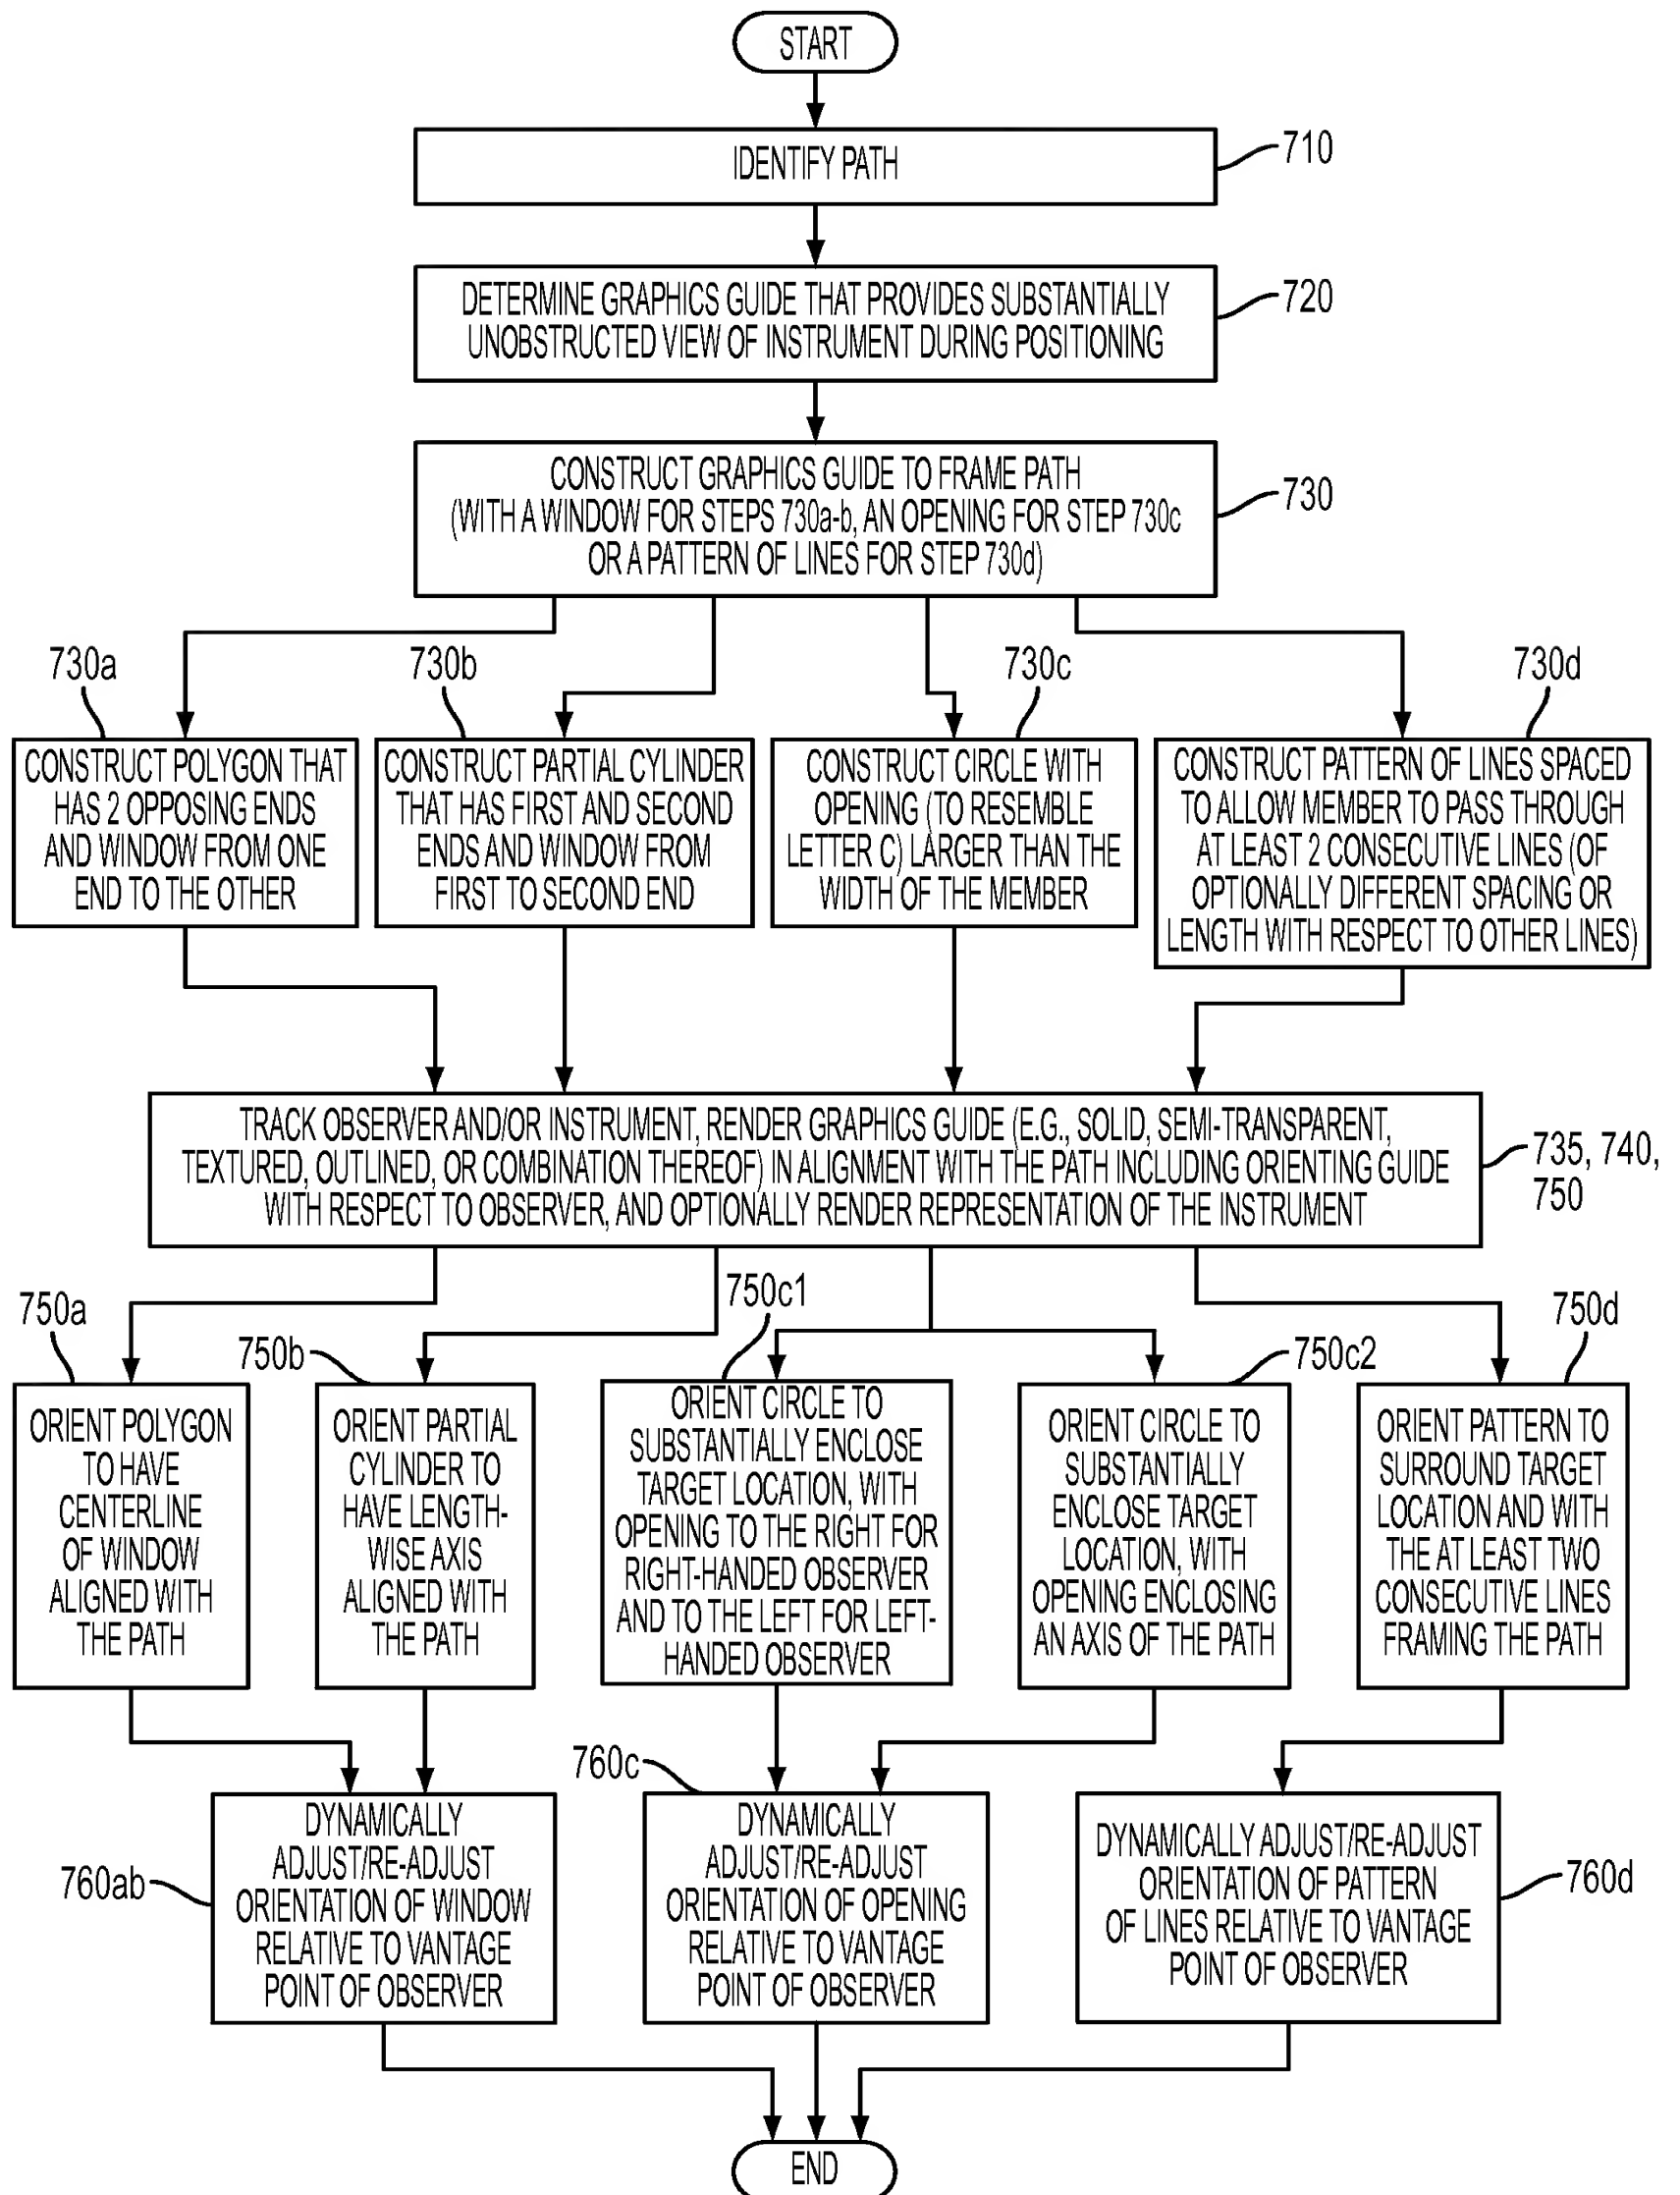 START
IDENTIFY PATH
710
DETERMINE GRAPHICS GUIDE THAT PROVIDES SUBSTANTIALLY
UNOBSTRUCTED VIEW OF INSTRUMENT DURING POSITIONING
720
CONSTRUCT GRAPHICS GUIDE TO FRAME PATH
(WITH A WINDOW FOR STEPS 730a-b, AN OPENING FOR STEP 730c
OR A PATTERN OF LINES FOR STEP 730d)
730
730a
CONSTRUCT POLYGON THAT
HAS 2 OPPOSING ENDS
AND WINDOW FROM ONE
END TO THE OTHER
730b
CONSTRUCT PARTIAL CYLINDER
THAT HAS FIRST AND SECOND
ENDS AND WINDOW FROM
FIRST TO SECOND END
730c
CONSTRUCT CIRCLE WITH
OPENING (TO RESEMBLE
LETTER C) LARGER THAN THE
WIDTH OF THE MEMBER
730d
CONSTRUCT PATTERN OF LINES SPACED
TO ALLOW MEMBER TO PASS THROUGH
AT LEAST 2 CONSECUTIVE LINES (OF
OPTIONALLY DIFFERENT SPACING OR
LENGTH WITH RESPECT TO OTHER LINES)
TRACK OBSERVER AND/OR INSTRUMENT, RENDER GRAPHICS GUIDE (E.G., SOLID, SEMI-TRANSPARENT,
TEXTURED, OUTLINED, OR COMBINATION THEREOF) IN ALIGNMENT WITH THE PATH INCLUDING ORIENTING GUIDE
WITH RESPECT TO OBSERVER, AND OPTIONALLY RENDER REPRESENTATION OF THE INSTRUMENT
735, 740,
750
750a
ORIENT POLYGON
TO HAVE
CENTERLINE
OF WINDOW
ALIGNED WITH
THE PATH
750b
ORIENT PARTIAL
CYLINDER TO
HAVE LENGTH-
WISE AXIS
ALIGNED WITH
THE PATH
750c1
ORIENT CIRCLE TO
SUBSTANTIALLY ENCLOSE
TARGET LOCATION, WITH
OPENING TO THE RIGHT FOR
RIGHT-HANDED OBSERVER
AND TO THE LEFT FOR LEFT-
HANDED OBSERVER
750c2
ORIENT CIRCLE TO
SUBSTANTIALLY
ENCLOSE TARGET
LOCATION, WITH
OPENING ENCLOSING
AN AXIS OF THE PATH
750d
ORIENT PATTERN TO
SURROUND TARGET
LOCATION AND WITH
THE AT LEAST TWO
CONSECUTIVE LINES
FRAMING THE PATH
760ab
DYNAMICALLY
ADJUST/RE-ADJUST
ORIENTATION OF WINDOW
RELATIVE TO VANTAGE
POINT OF OBSERVER
760c
DYNAMICALLY
ADJUST/RE-ADJUST
ORIENTATION OF OPENING
RELATIVE TO VANTAGE
POINT OF OBSERVER
DYNAMICALLY ADJUST/RE-ADJUST
ORIENTATION OF PATTERN
OF LINES RELATIVE TO VANTAGE
POINT OF OBSERVER
760d
END